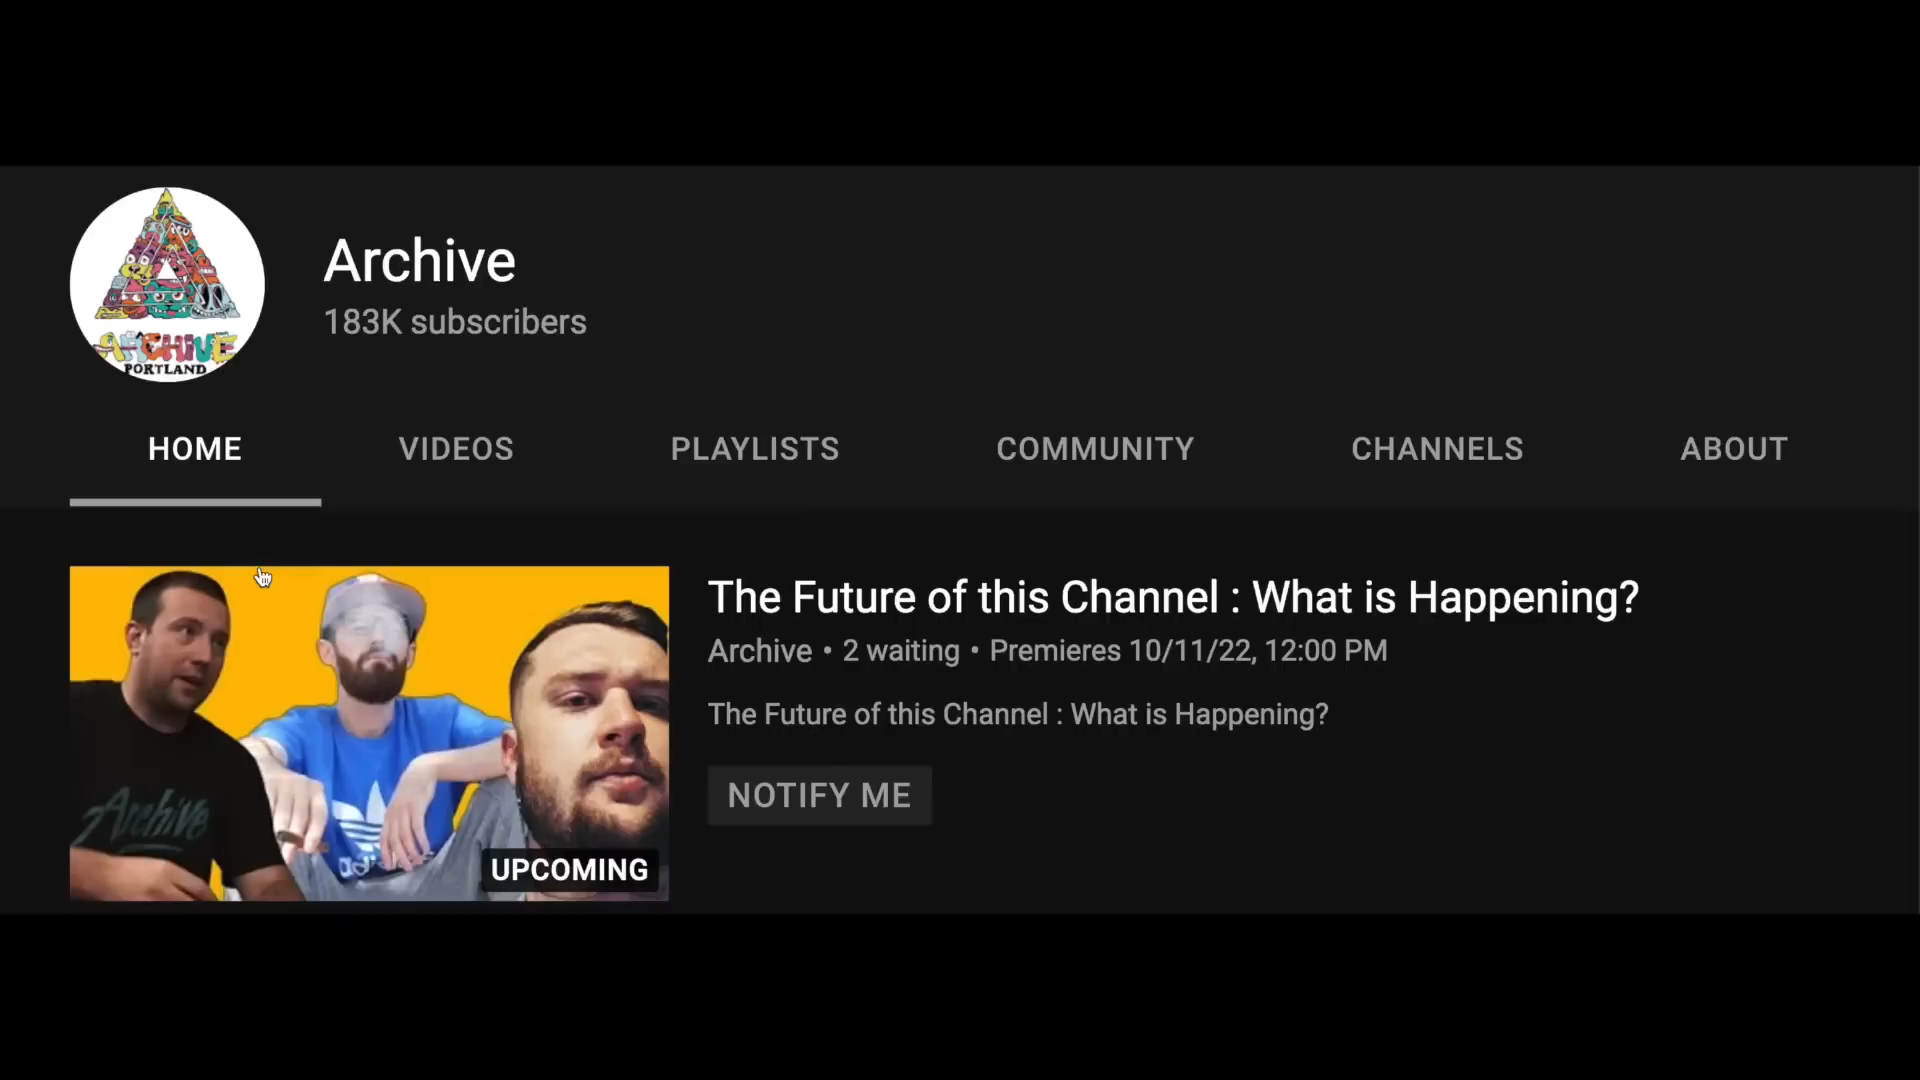 Archive
183K subscribers
ARCHIVE
PORTLAND
HOME VIDEOS PLAYLISTS COMMUNITY CHANNELS ABOUT
The Future of this Channel : What is Happening?
Archive • 2 waiting • Premieres 10/11/22, 12:00 PM
The Future of this Channel : What is Happening?
NOTIFY ME
Archive
adidas
UPCOMING